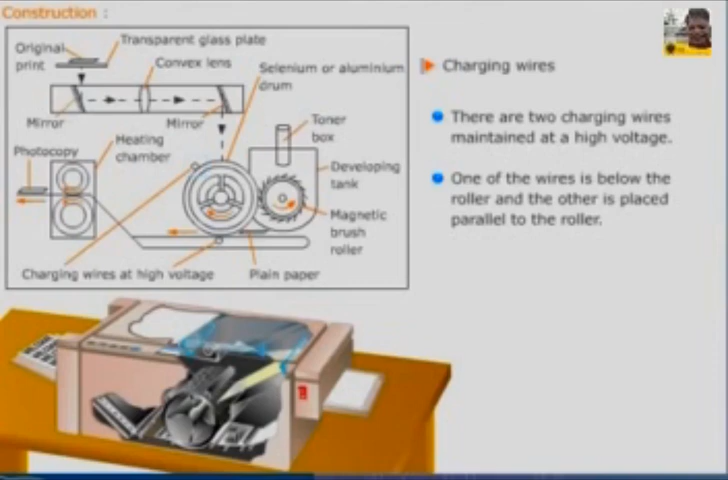 Construction :
Original
print
Transparent glass plate
Convex lens
Selenium or aluminium
drum
Mirror
Mirror
Toner
box
Heating
chamber
Photocopy
Developing
tank
Magnetic
brush
roller
Charging wires at high voltage
Plain paper
Charging wires
There are two charging wires
maintained at a high voltage.
One of the wires is below the
roller and the other is placed
parallel to the roller.